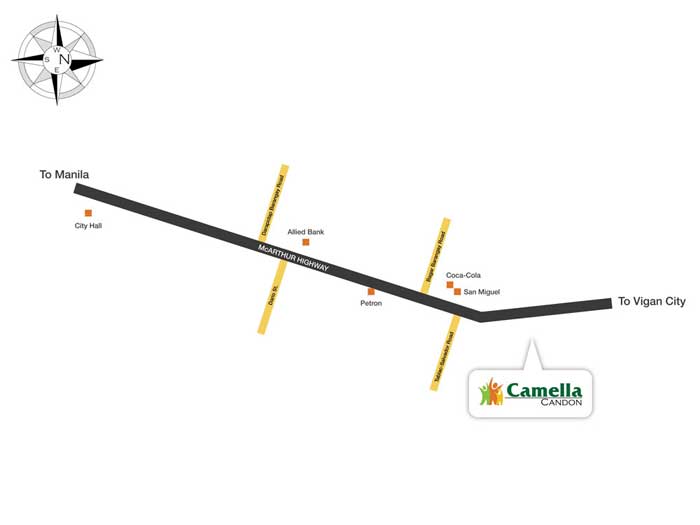 W
S N
E
To Manila
City Hall
Darapidap Barangay Road
Allied Bank
McARTHUR HIGHWAY
Dario St.
Petron
Bagar Barangay Road
Coca-Cola
San Miguel
To Vigan City
Tablac-Salvador Road
Camella
CANDON